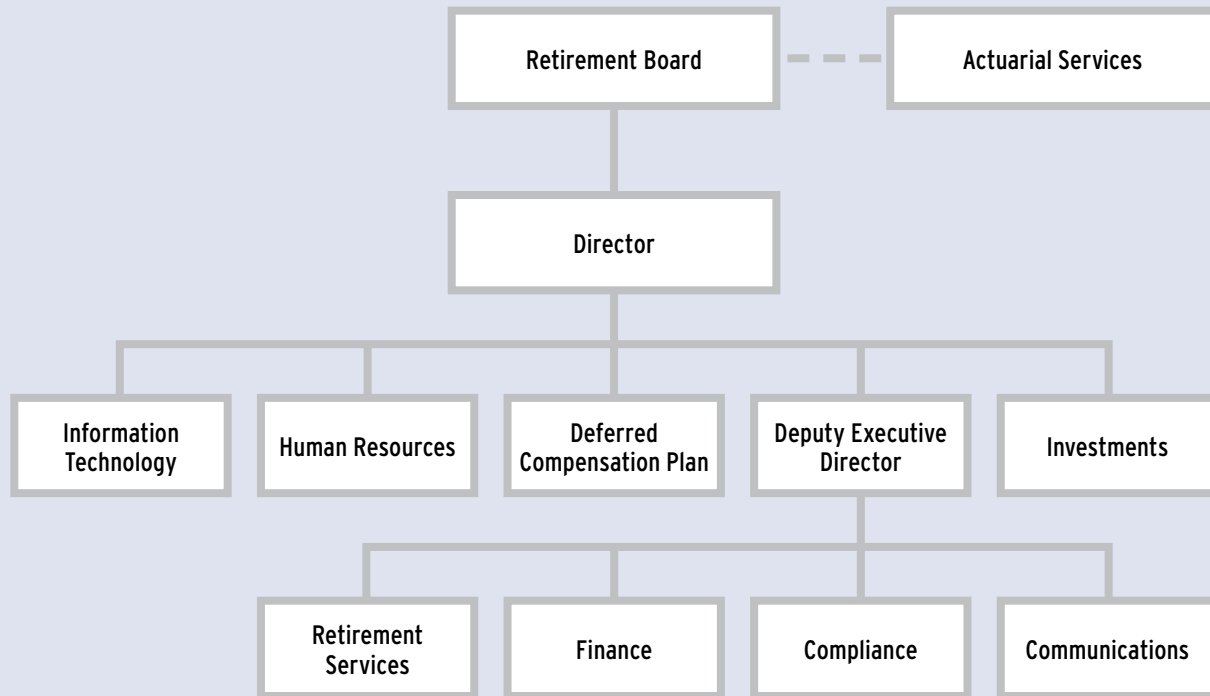 Retirement Board
Actuarial Services
Director
Information
Technology
Human Resources
Deferred
Compensation Plan
Deputy Executive
Director
Investments
Retirement
Services
Finance
Compliance
Communications